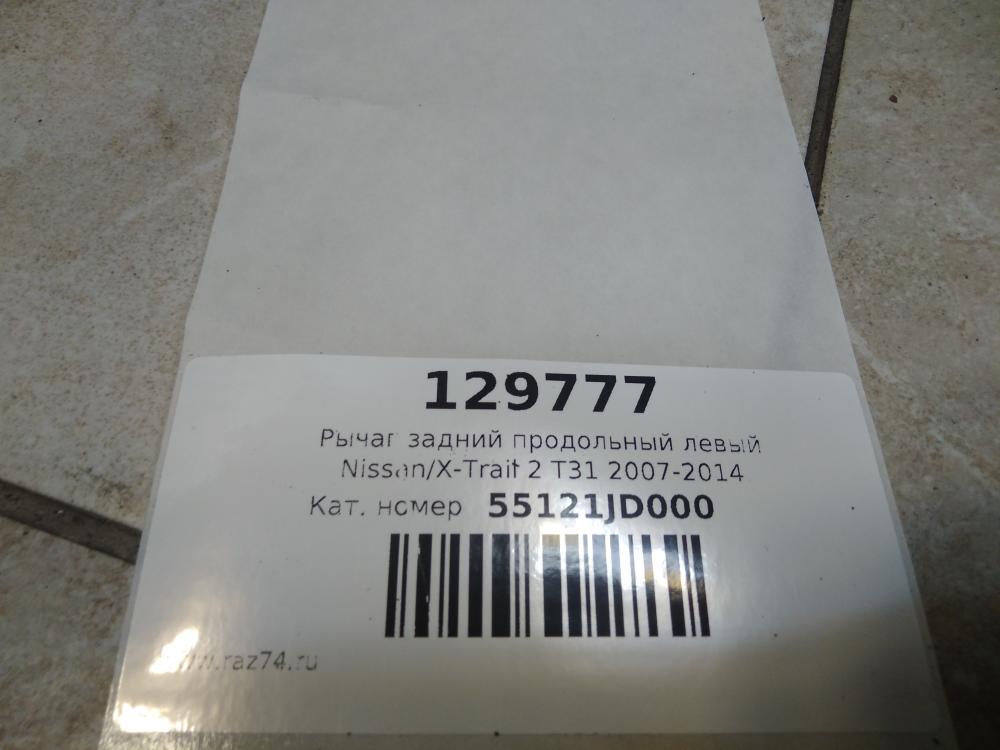 129777
Рычаг задний продольный левый
Nissan/X-Trail 2 T31 2007-2014
Кат. номер 55121JD000
www.raz74.ru